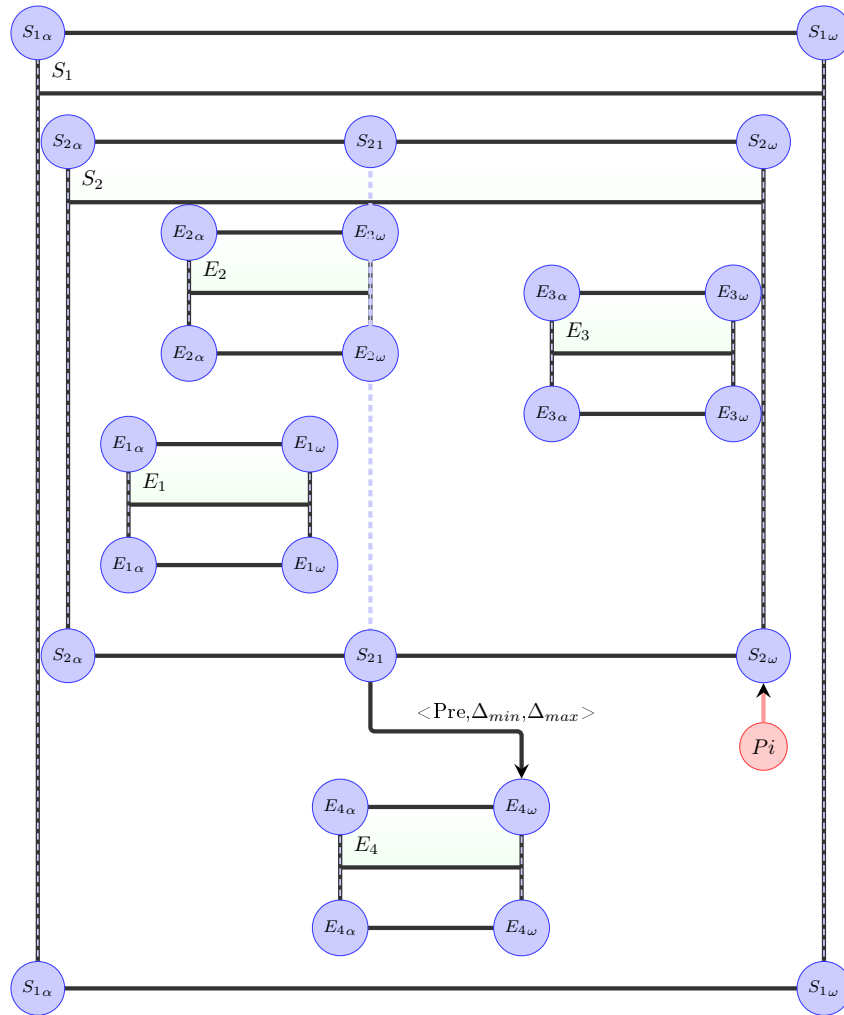 S1α S1ω
S1
S2α S21 S2ω
S2
E2α E2ω
E2
E3α E3ω
E3
E2α E2ω
E3α E3ω
E1α E1ω
E1
E1α E1ω
S2α S21 S2ω
<Pre,Δmin,Δmax>
Pi
E4α E4ω
E4
E4α E4ω
S1α S1ω